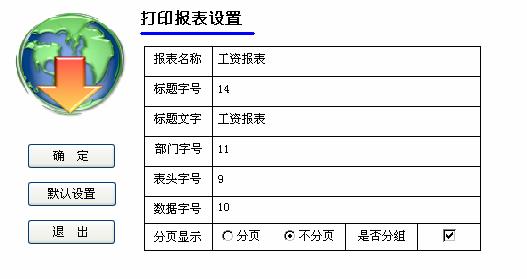 打印报表设置
报表名称 工资报表
标题字号 14
标题文字 工资报表
部门字号 11
表头字号 9
数据字号 10
分页显示 分页 不分页 是否分组
确 定
默认设置
退 出